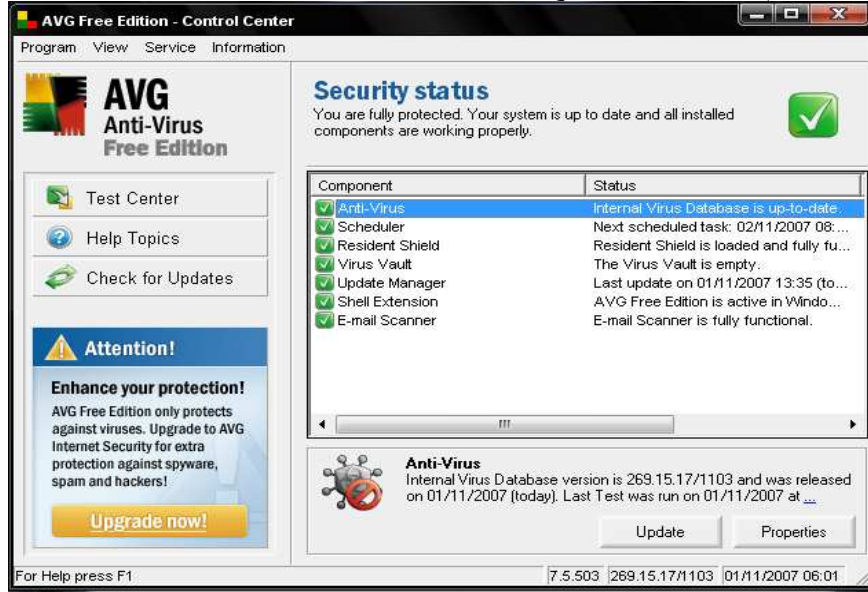 AVG Free Edition - Control Center
Program View Service Information
AVG
Anti-Virus
Free Edition
Test Center
Help Topics
Check for Updates
Attention!
Enhance your protection!
AVG Free Edition only protects
against viruses. Upgrade to AVG
Internet Security for extra
protection against spyware,
spam and hackers!
Upgrade now!
Security status
You are fully protected. Your system is up to date and all installed
components are working properly.
Component Status
Anti-Virus Internal Virus Database is up-to-date.
Scheduler Next scheduled task: 02/11/2007 08:...
Resident Shield Resident Shield is loaded and fully fu...
Virus Vault The Virus Vault is empty.
Update Manager Last update on 01/11/2007 13:35 (to...
Shell Extension AVG Free Edition is active in Windo...
E-mail Scanner E-mail Scanner is fully functional.
Anti-Virus
Internal Virus Database version is 269.15.17/1103 and was released
on 01/11/2007 (today). Last Test was run on 01/11/2007 at ...
Update Properties
For Help press F1 7.5.503 269.15.17/1103 01/11/2007 06:01